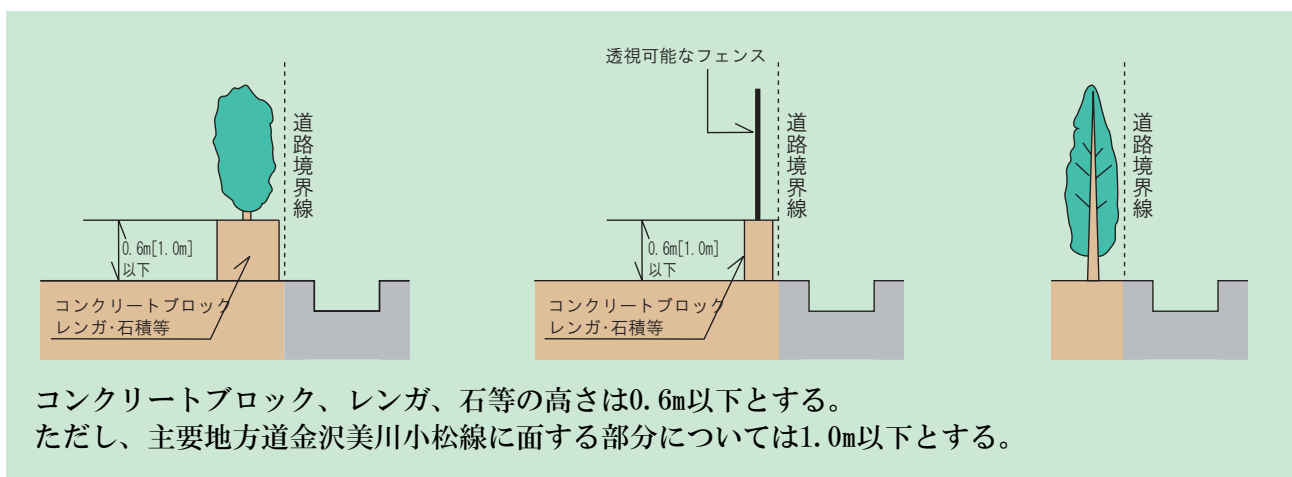 道路境界線
0.6m[1.0m]
以下
コンクリートブロック
レンガ・石積等
透視可能なフェンス
道路境界線
0.6m[1.0m]
以下
コンクリートブロック
レンガ・石積等
道路境界線
コンクリートブロック、レンガ、石等の高さは0.6m以下とする。
ただし、主要地方道金沢美川小松線に面する部分については1.0m以下とする。